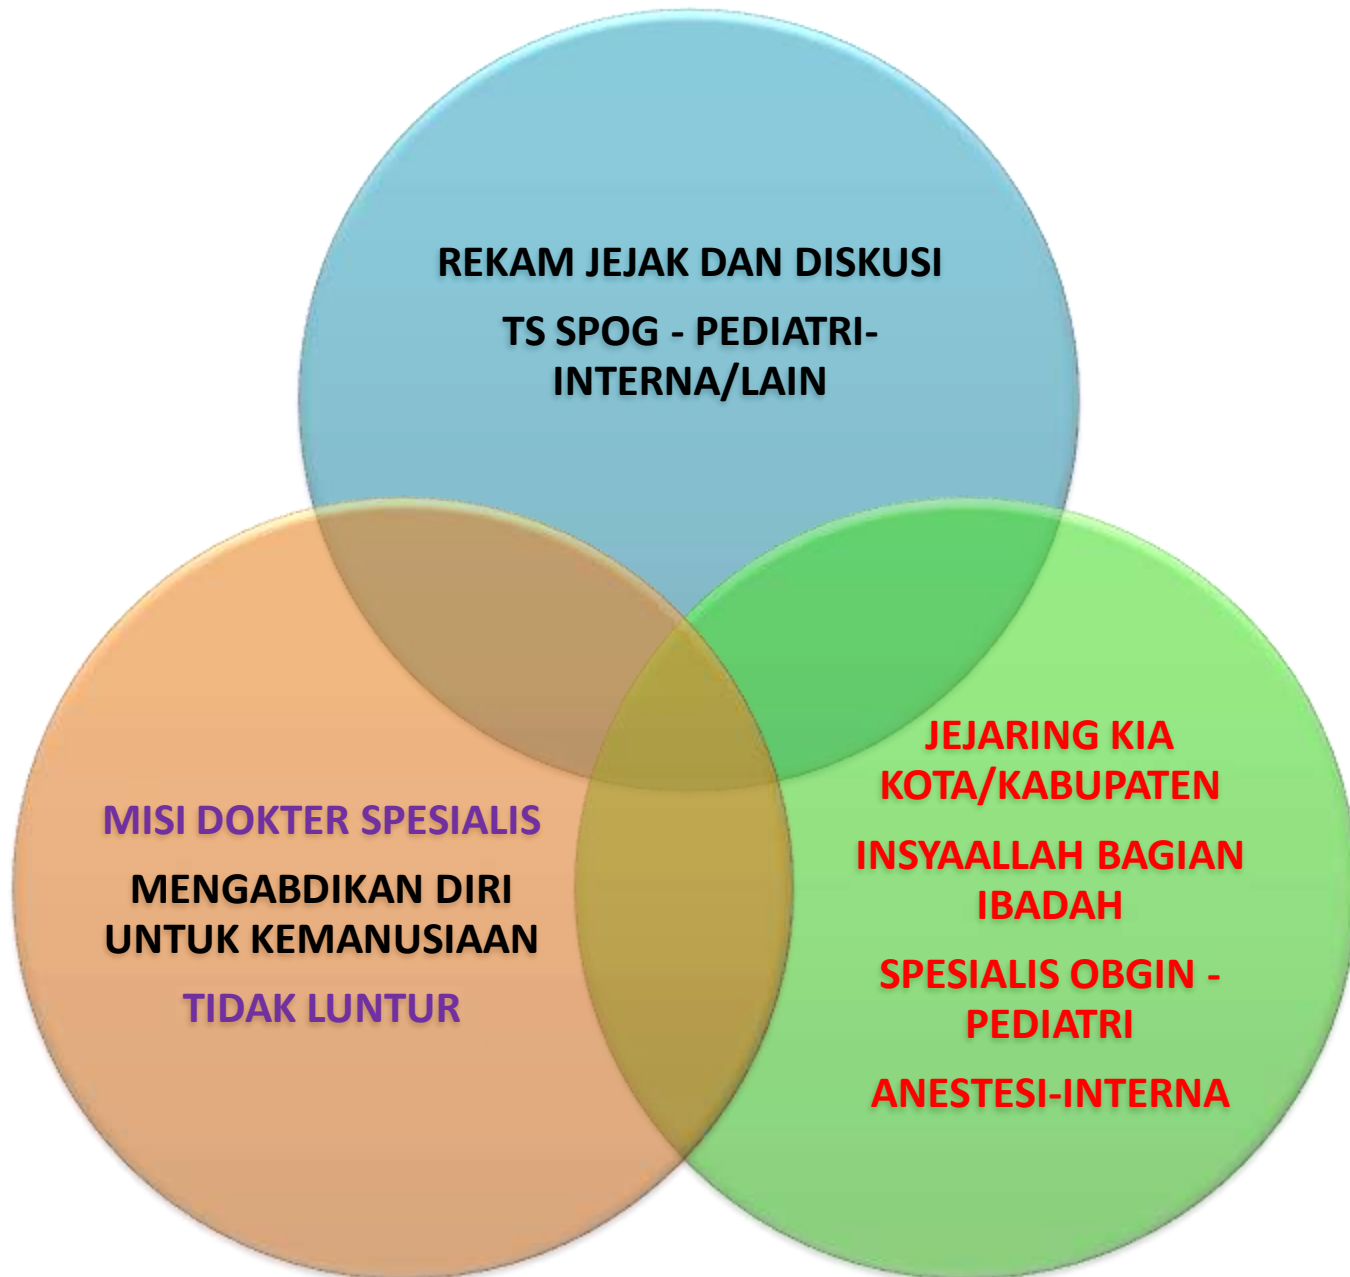 REKAM JEJAK DAN DISKUSI
TS SPOG - PEDIATRI-
INTERNA/LAIN
MISI DOKTER SPESIALIS
MENGABDIKAN DIRI
UNTUK KEMANUSIAAN
TIDAK LUNTUR
JEJARING KIA
KOTA/KABUPATEN
INSYAALLAH BAGIAN
IBADAH
SPESIALIS OBGIN -
PEDIATRI
ANESTESI-INTERNA